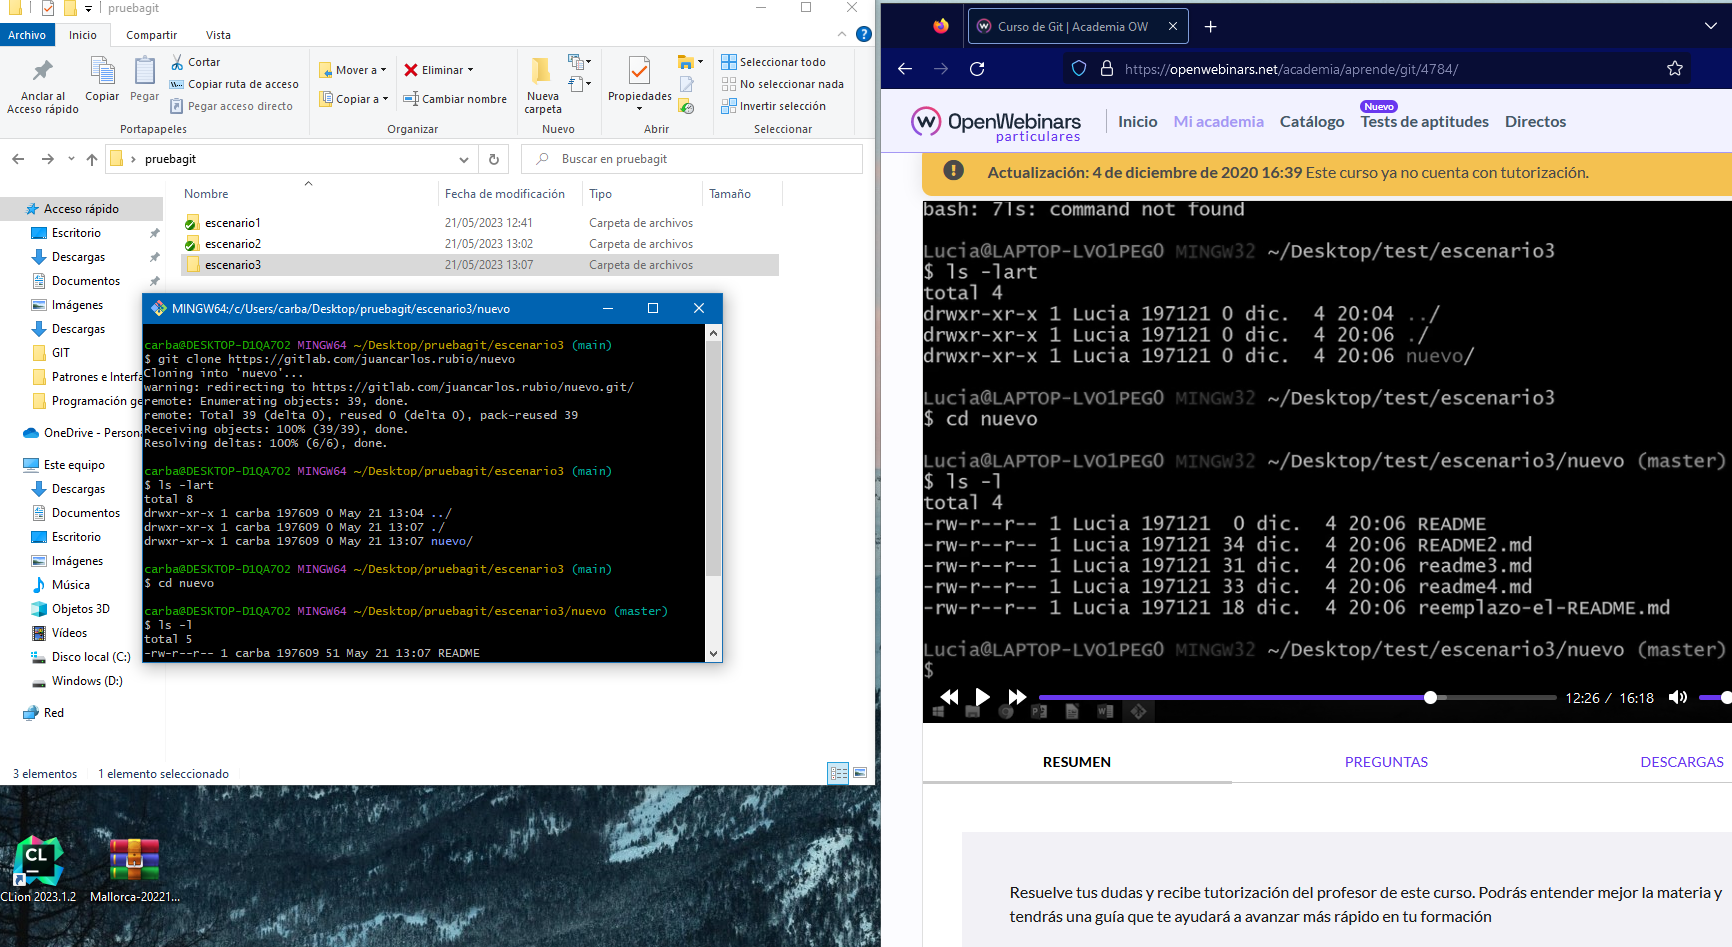 pruebagit
Archivo Inicio Compartir Vista
Anclar al Acceso rápido
Copiar
Pegar
Cortar
Copiar ruta de acceso
Pegar acceso directo
Portapapeles
Mover a
Copiar a
Eliminar
Cambiar nombre
Organizar
Nueva carpeta
Nuevo
Propiedades
Abrir
Seleccionar todo
No seleccionar nada
Invertir selección
Seleccionar
pruebagit
Buscar en pruebagit
Nombre Fecha de modificación Tipo Tamaño
escenario1 21/05/2023 12:41 Carpeta de archivos
escenario2 21/05/2023 13:02 Carpeta de archivos
escenario3 21/05/2023 13:07 Carpeta de archivos
Acceso rápido
Escritorio
Descargas
Documentos
Imágenes
Descargas
GIT
Patrones e Interfa
Programación ge
OneDrive - Persona
Este equipo
Descargas
Documentos
Escritorio
Imágenes
Música
Objetos 3D
Vídeos
Disco local (C:)
Windows (D:)
Red
3 elementos 1 elemento seleccionado
MINGW64:/c/Users/carba/Desktop/pruebagit/escenario3/nuevo
carba@DESKTOP-D1QA7O2 MINGW64 ~/Desktop/pruebagit/escenario3 (main)
$ git clone https://gitlab.com/juancarlos.rubio/nuevo
Cloning into 'nuevo'...
warning: redirecting to https://gitlab.com/juancarlos.rubio/nuevo.git/
remote: Enumerating objects: 39, done.
remote: Total 39 (delta 0), reused 0 (delta 0), pack-reused 39
Receiving objects: 100% (39/39), done.
Resolving deltas: 100% (6/6), done.
carba@DESKTOP-D1QA7O2 MINGW64 ~/Desktop/pruebagit/escenario3 (main)
$ ls -lart
total 8
drwxr-xr-x 1 carba 197609 0 May 21 13:04 ../
drwxr-xr-x 1 carba 197609 0 May 21 13:07 ./
drwxr-xr-x 1 carba 197609 0 May 21 13:07 nuevo/
carba@DESKTOP-D1QA7O2 MINGW64 ~/Desktop/pruebagit/escenario3 (main)
$ cd nuevo
carba@DESKTOP-D1QA7O2 MINGW64 ~/Desktop/pruebagit/escenario3/nuevo (master)
$ ls -l
total 5
-rw-r--r-- 1 carba 197609 51 May 21 13:07 README
CL
CLion 2023.1.2
Mallorca-20221...
Curso de Git | Academia OW
https://openwebinars.net/academia/aprende/git/4784/
OpenWebinars
particulares
Inicio Mi academia Catálogo Tests de aptitudes Directos
Nuevo
Actualización: 4 de diciembre de 2020 16:39 Este curso ya no cuenta con tutorización.
bash: 7ls: command not found
Lucia@LAPTOP-LVO1PEG0 MINGW32 ~/Desktop/test/escenario3
$ ls -lart
total 4
drwxr-xr-x 1 Lucia 197121 0 dic. 4 20:04 ../
drwxr-xr-x 1 Lucia 197121 0 dic. 4 20:06 ./
drwxr-xr-x 1 Lucia 197121 0 dic. 4 20:06 nuevo/
Lucia@LAPTOP-LVO1PEG0 MINGW32 ~/Desktop/test/escenario3
$ cd nuevo
Lucia@LAPTOP-LVO1PEG0 MINGW32 ~/Desktop/test/escenario3/nuevo (master)
$ ls -l
total 4
-rw-r--r-- 1 Lucia 197121 0 dic. 4 20:06 README
-rw-r--r-- 1 Lucia 197121 34 dic. 4 20:06 README2.md
-rw-r--r-- 1 Lucia 197121 31 dic. 4 20:06 readme3.md
-rw-r--r-- 1 Lucia 197121 33 dic. 4 20:06 readme4.md
-rw-r--r-- 1 Lucia 197121 18 dic. 4 20:06 reemplazo-el-README.md
Lucia@LAPTOP-LVO1PEG0 MINGW32 ~/Desktop/test/escenario3/nuevo (master)
$
12:26 / 16:18
RESUMEN PREGUNTAS DESCARGAS
Resuelve tus dudas y recibe tutorización del profesor de este curso. Podrás entender mejor la materia y
tendrás una guía que te ayudará a avanzar más rápido en tu formación